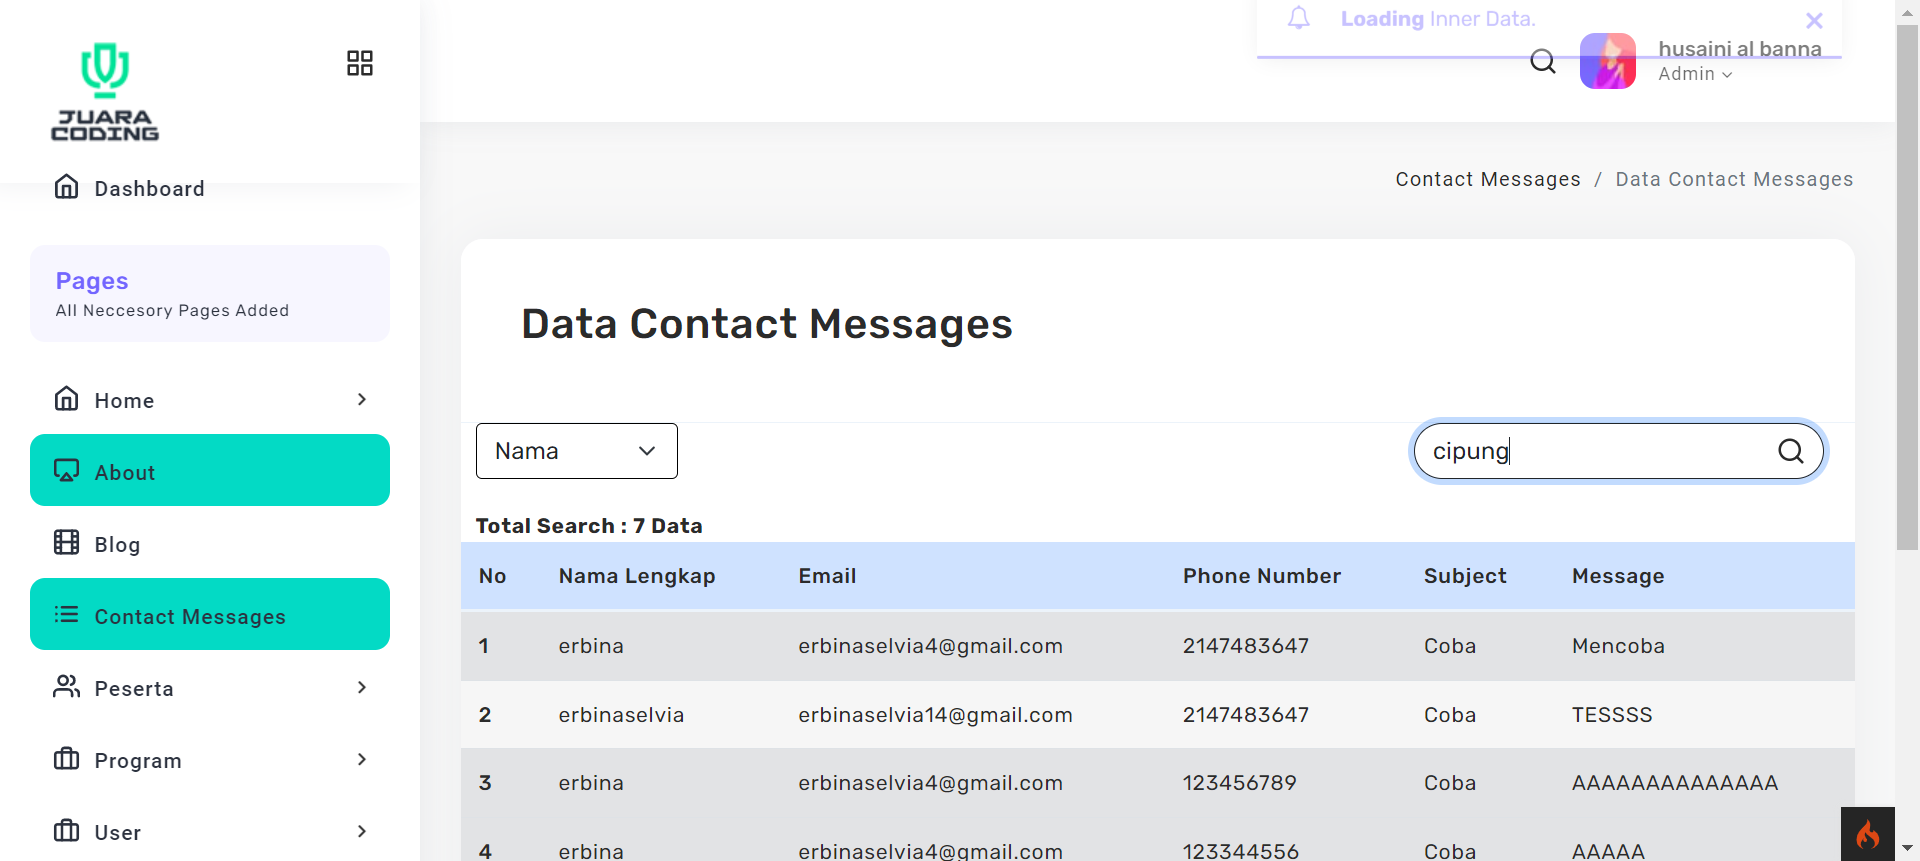 JUARA
CODING
Dashboard
Pages
All Neccesory Pages Added
Home
About
Blog
Contact Messages
Peserta
Program
User
Loading Inner Data.
husaini al banna
Admin
Contact Messages / Data Contact Messages
Data Contact Messages
Nama
cipung
Total Search : 7 Data
No Nama Lengkap Email Phone Number Subject Message
1 erbina erbinaselvia4@gmail.com 2147483647 Coba Mencoba
2 erbinaselvia erbinaselvia14@gmail.com 2147483647 Coba TESSSS
3 erbina erbinaselvia4@gmail.com 123456789 Coba AAAAAAAAAAAAAA
4 erbina erbinaselvia4@gmail.com 123344556 Coba AAAAA